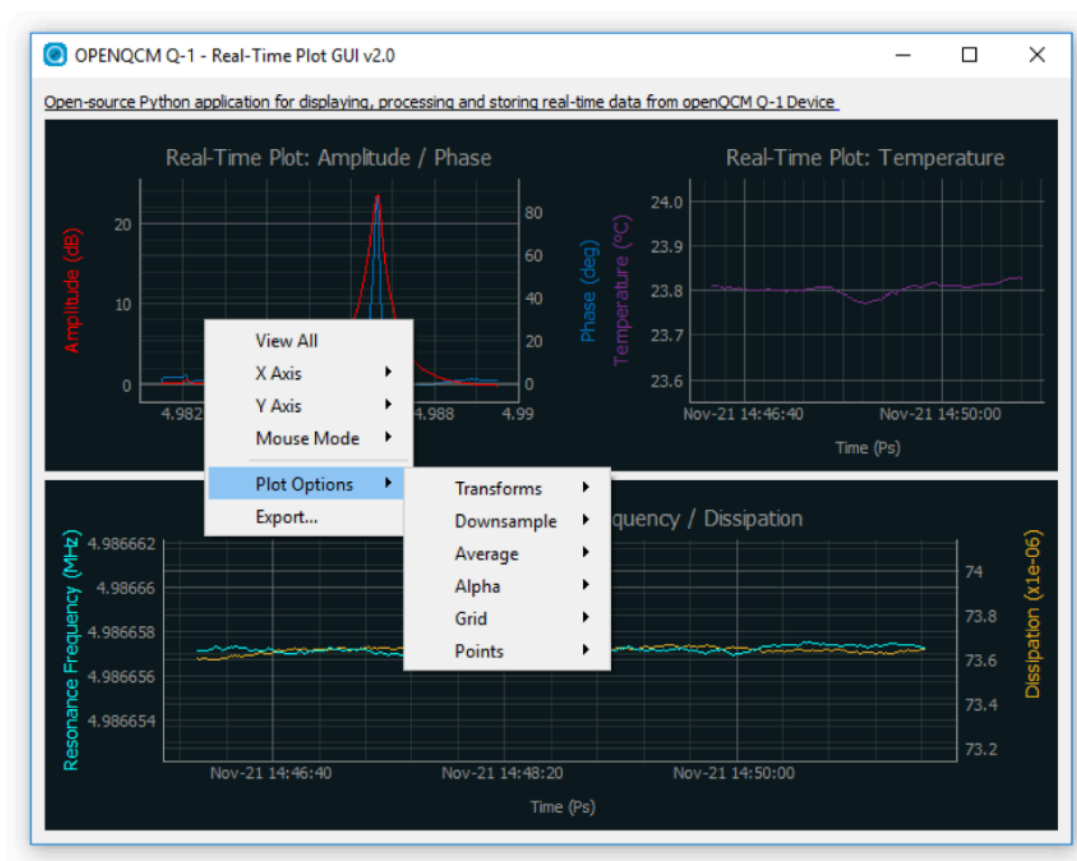 OPENQCM Q-1 - Real-Time Plot GUI v2.0
Open-source Python application for displaying, processing and storing real-time data from openQCM Q-1 Device
Real-Time Plot: Amplitude / Phase
Amplitude (dB)
20
10
0
80
60
40
20
0
Phase (deg)
4.982
4.988
4.99
Real-Time Plot: Temperature
Temperature (°C)
24.0
23.9
23.8
23.7
23.6
Nov-21 14:46:40
Nov-21 14:50:00
Time (Ps)
View All
X Axis
Y Axis
Mouse Mode
Plot Options
Export...
Transforms
Downsample
Average
Alpha
Grid
Points
quency / Dissipation
Resonance Frequency (MHz)
4.986662
4.98666
4.986658
4.986656
4.986654
74
73.8
73.6
73.4
73.2
Dissipation (x1e-06)
Nov-21 14:46:40
Nov-21 14:48:20
Nov-21 14:50:00
Time (Ps)